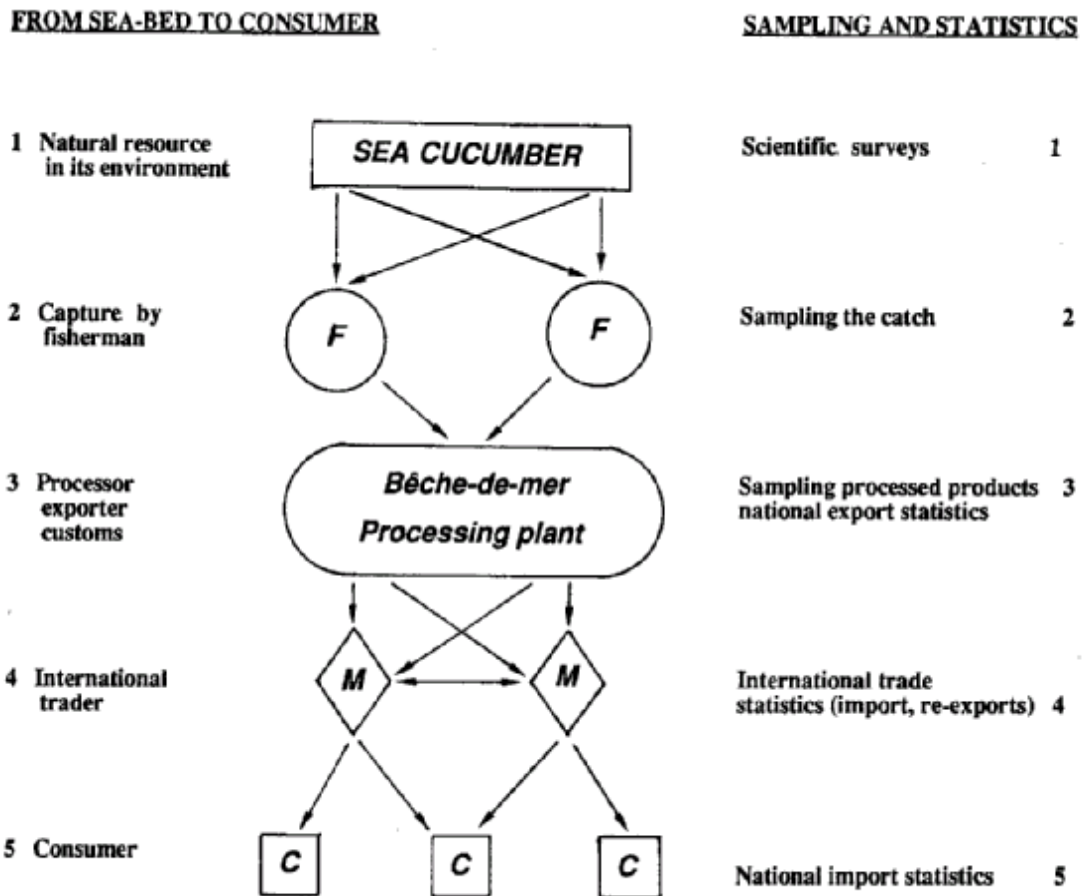 FROM SEA-BED TO CONSUMER
SAMPLING AND STATISTICS
1 Natural resource
in its environment
SEA CUCUMBER
Scientific surveys 1
2 Capture by
fisherman
F
F
Sampling the catch 2
3 Processor
exporter
customs
Bêche-de-mer
Processing plant
Sampling processed products 3
national export statistics
4 International
trader
M
M
International trade
statistics (import, re-exports) 4
5 Consumer
C
C
C
National import statistics 5